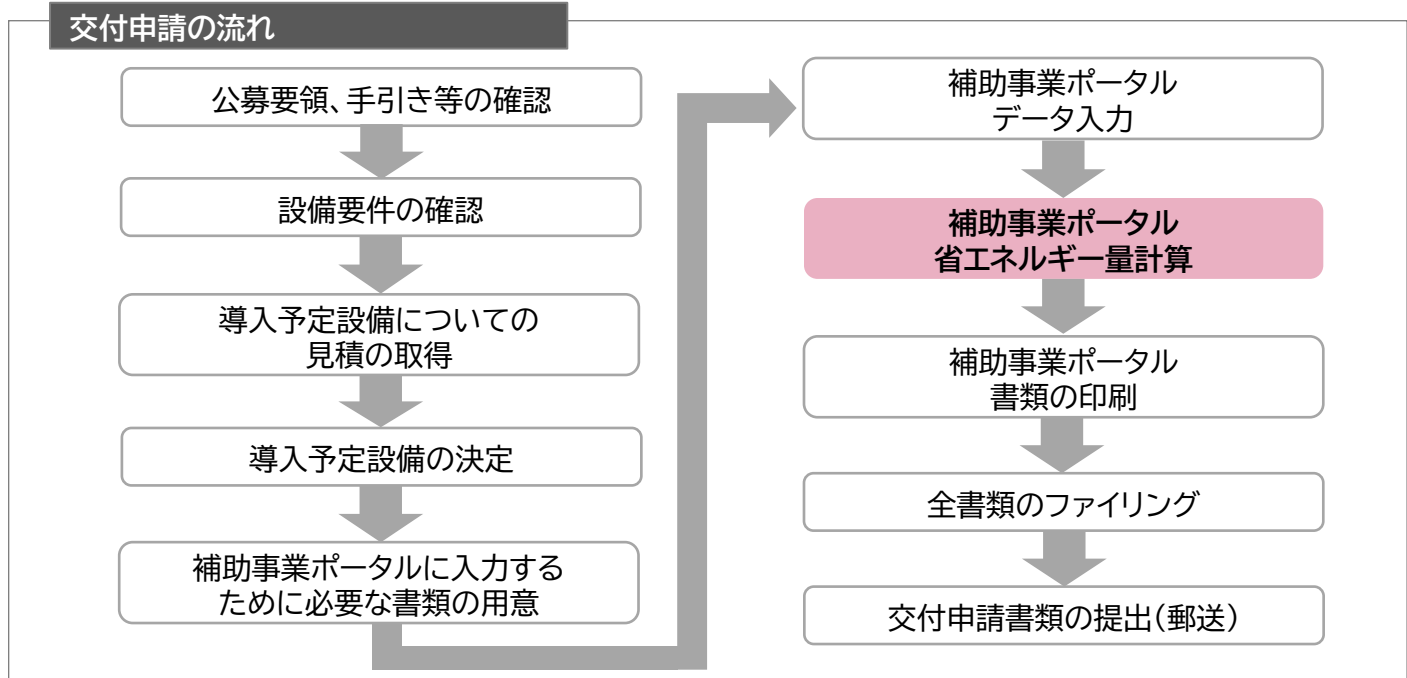 交付申請の流れ
公募要領、手引き等の確認
設備要件の確認
導入予定設備についての
見積の取得
導入予定設備の決定
補助事業ポータルに入力する
ために必要な書類の用意
補助事業ポータル
データ入力
補助事業ポータル
省エネルギー量計算
補助事業ポータル
書類の印刷
全書類のファイリング
交付申請書類の提出(郵送)